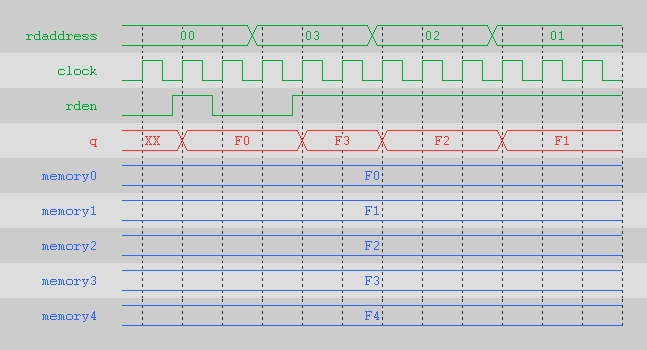 rdaddress 00 03 02 01
clock
rden
q XX F0 F3 F2 F1
memory0 F0
memory1 F1
memory2 F2
memory3 F3
memory4 F4